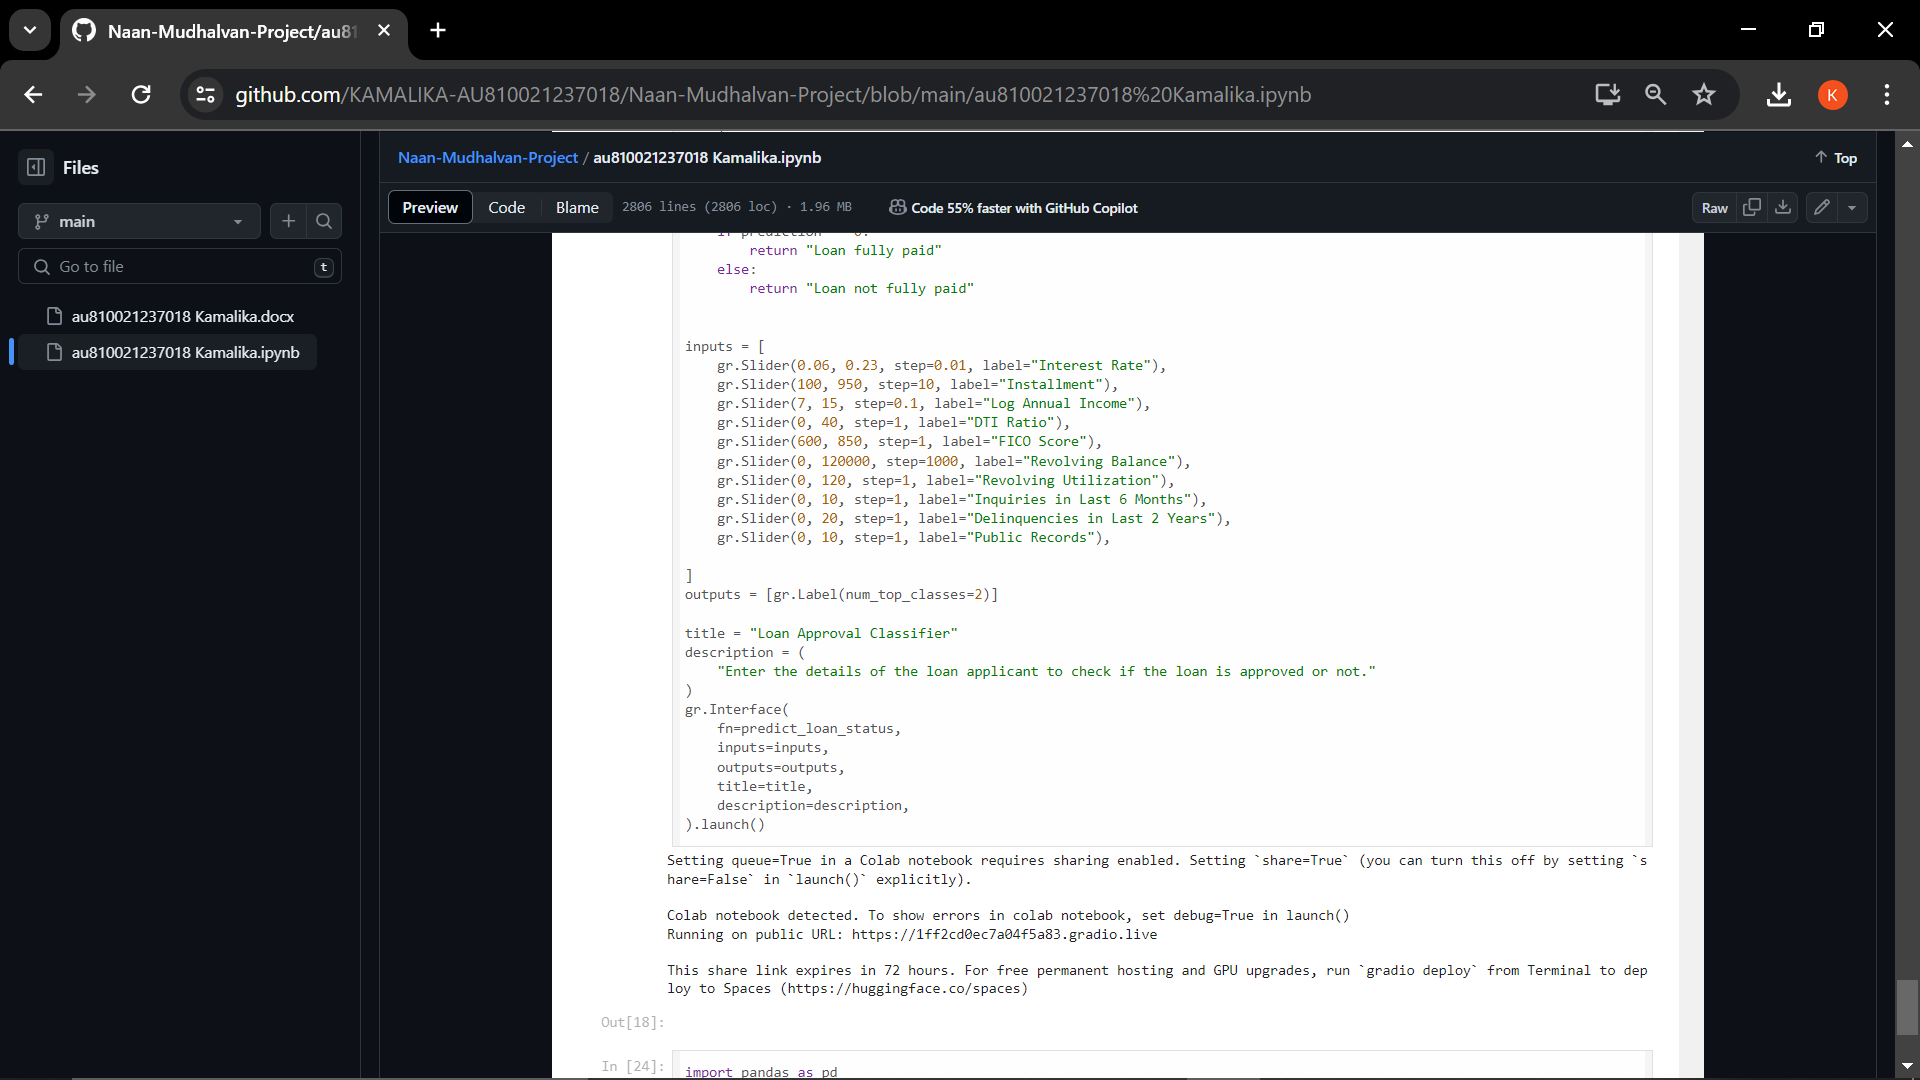 Naan-Mudhalvan-Project/au81
github.com/KAMALIKA-AU810021237018/Naan-Mudhalvan-Project/blob/main/au810021237018%20Kamalika.ipynb
K
Files
main
Go to file
t
au810021237018 Kamalika.docx
au810021237018 Kamalika.ipynb
Naan-Mudhalvan-Project / au810021237018 Kamalika.ipynb
Top
Preview Code Blame 2806 lines (2806 loc) · 1.96 MB Code 55% faster with GitHub Copilot Raw
return "Loan fully paid"
else:
return "Loan not fully paid"
inputs = [
gr.Slider(0.06, 0.23, step=0.01, label="Interest Rate"),
gr.Slider(100, 950, step=10, label="Installment"),
gr.Slider(7, 15, step=0.1, label="Log Annual Income"),
gr.Slider(0, 40, step=1, label="DTI Ratio"),
gr.Slider(600, 850, step=1, label="FICO Score"),
gr.Slider(0, 120000, step=1000, label="Revolving Balance"),
gr.Slider(0, 120, step=1, label="Revolving Utilization"),
gr.Slider(0, 10, step=1, label="Inquiries in Last 6 Months"),
gr.Slider(0, 20, step=1, label="Delinquencies in Last 2 Years"),
gr.Slider(0, 10, step=1, label="Public Records"),
]
outputs = [gr.Label(num_top_classes=2)]
title = "Loan Approval Classifier"
description = (
"Enter the details of the loan applicant to check if the loan is approved or not."
)
gr.Interface(
fn=predict_loan_status,
inputs=inputs,
outputs=outputs,
title=title,
description=description,
).launch()
Setting queue=True in a Colab notebook requires sharing enabled. Setting `share=True` (you can turn this off by setting `s
hare=False` in `launch()` explicitly).
Colab notebook detected. To show errors in colab notebook, set debug=True in launch()
Running on public URL: https://1ff2cd0ec7a04f5a83.gradio.live
This share link expires in 72 hours. For free permanent hosting and GPU upgrades, run `gradio deploy` from Terminal to dep
loy to Spaces (https://huggingface.co/spaces)
Out[18]:
In [24]:
import pandas as pd